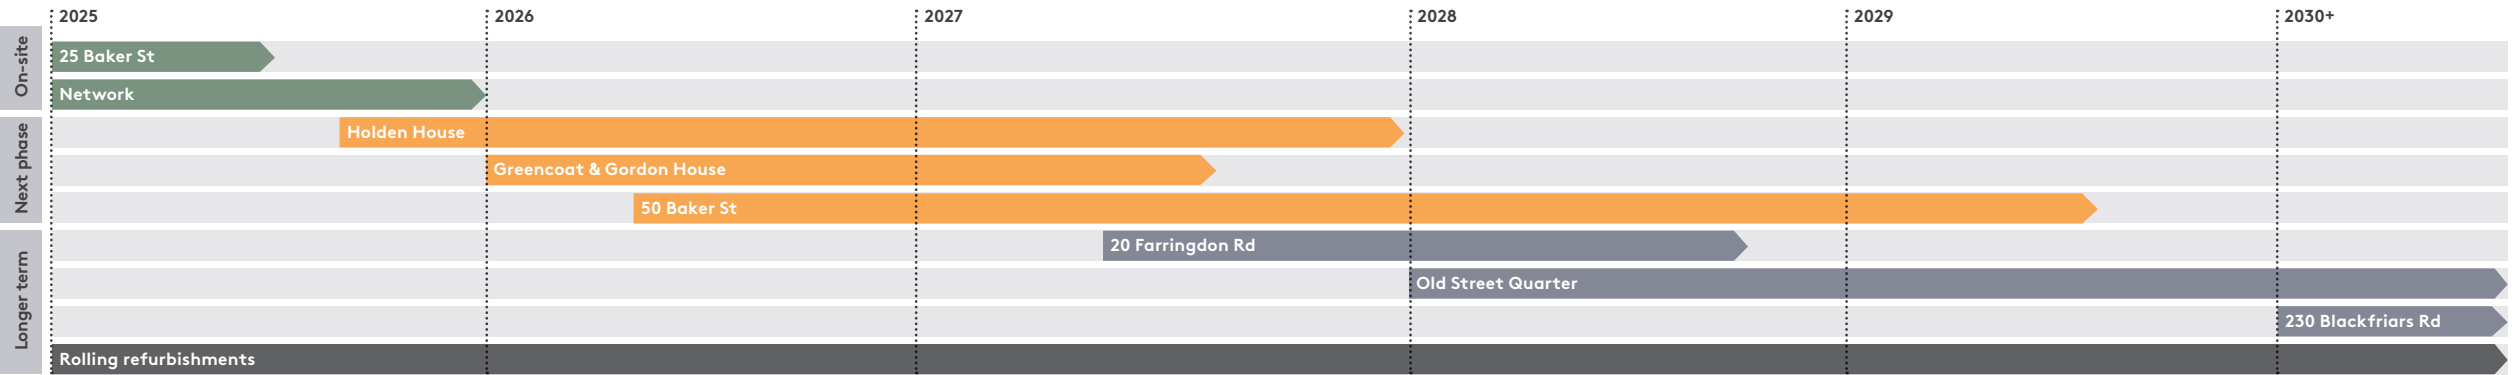 2025 2026 2027 2028 2029 2030+
On-site
25 Baker St
Network
Next phase
Holden House
Greencoat & Gordon House
50 Baker St
Longer term
20 Farringdon Rd
Old Street Quarter
230 Blackfriars Rd
Rolling refurbishments